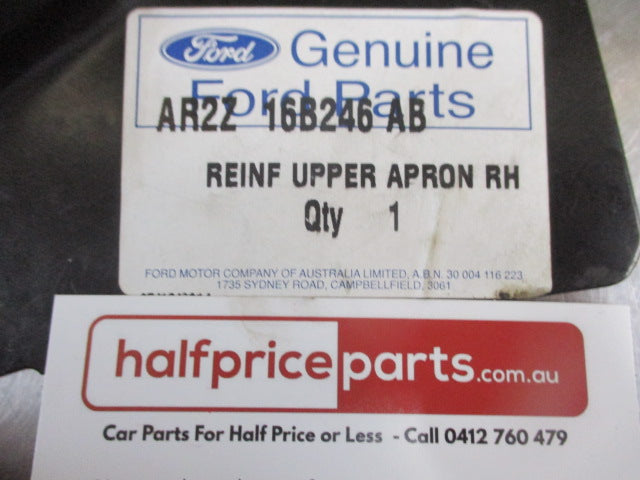 Ford Genuine
Ford Parts
AR2Z 16B246 AB
REINF UPPER APRON RH
Qty 1
FORD MOTOR COMPANY OF AUSTRALIA LIMITED, A.B.N. 30 004 116 223
1735 SYDNEY ROAD, CAMPBELLFIELD, 3061
halfpriceparts.com.au
Car Parts For Half Price or Less - Call 0412 760 479